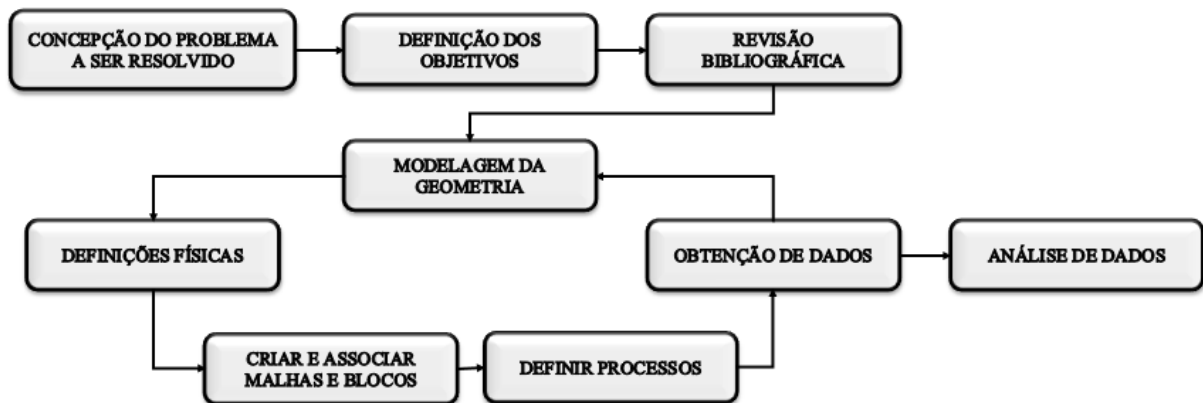 CONCEPÇÃO DO PROBLEMA
A SER RESOLVIDO
DEFINIÇÃO DOS
OBJETIVOS
REVISÃO
BIBLIOGRÁFICA
MODELAGEM DA
GEOMETRIA
DEFINIÇÕES FÍSICAS
OBTENÇÃO DE DADOS
ANÁLISE DE DADOS
CRIAR E ASSOCIAR
MALHAS E BLOCOS
DEFINIR PROCESSOS